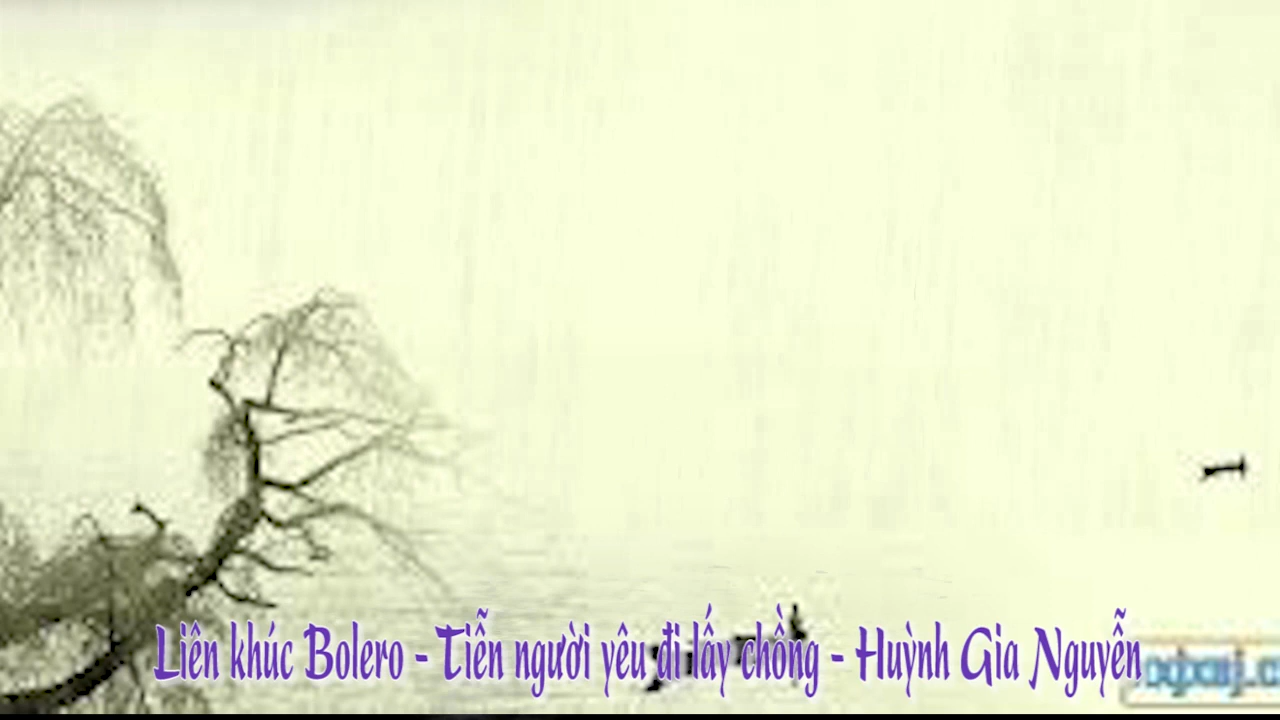 Liên khúc Bolero - Tiễn người yêu đi lấy chồng - Huỳnh Gia Nguyễn